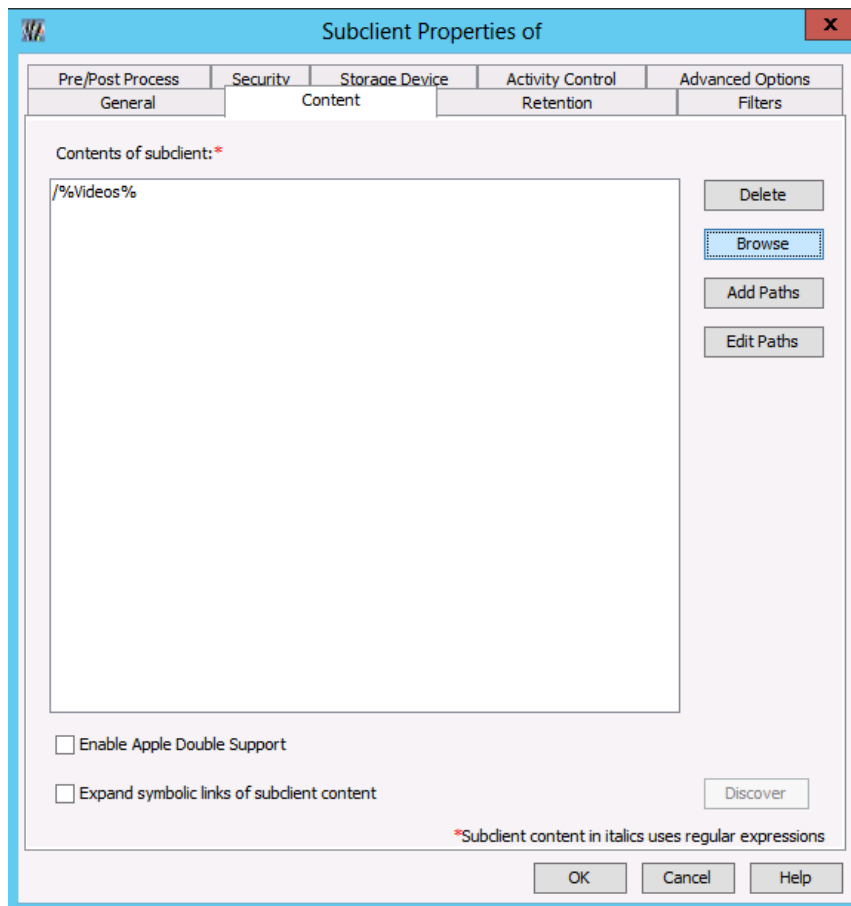 Subclient Properties of
x
Pre/Post Process Security Storage Device Activity Control Advanced Options
General Content Retention Filters
Contents of subclient:*
/%Videos%
Delete
Browse
Add Paths
Edit Paths
Enable Apple Double Support
Expand symbolic links of subclient content
Discover
*Subclient content in italics uses regular expressions
OK Cancel Help